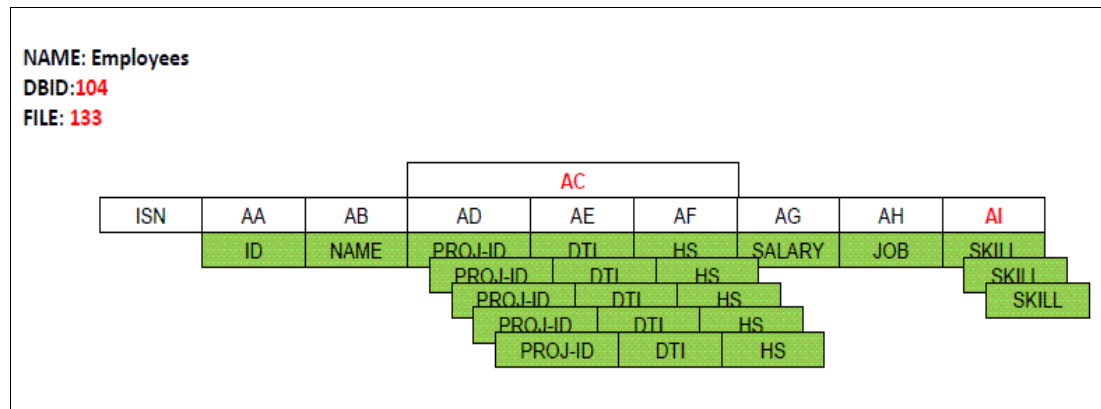 NAME: Employees
DBID:104
FILE: 133
AC
ISN AA AB AD AE AF AG AH AI
ID NAME PROJ-ID DTI HS SALARY JOB SKILL
PROJ-ID DTI HS SKILL
PROJ-ID DTI HS SKILL
PROJ-ID DTI HS
PROJ-ID DTI HS